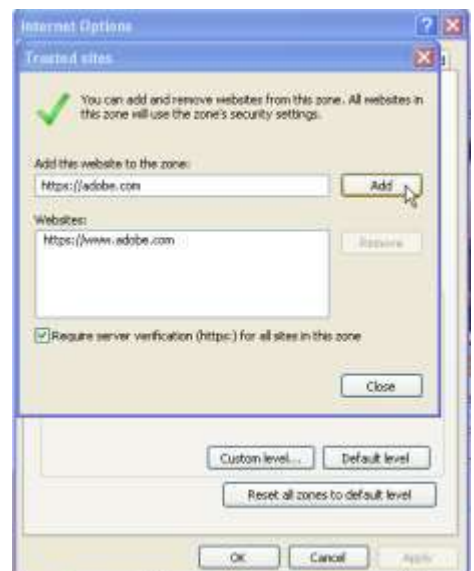 Internet Options
Trusted sites
You can add and remove websites from this zone. All websites in
this zone will use the zone's security settings.
Add this website to the zone:
https://adobe.com
Add
Websites:
https://www.adobe.com
Remove
Require server verification (https:) for all sites in this zone
Close
Custom level...
Default level
Reset all zones to default level
OK
Cancel
Apply